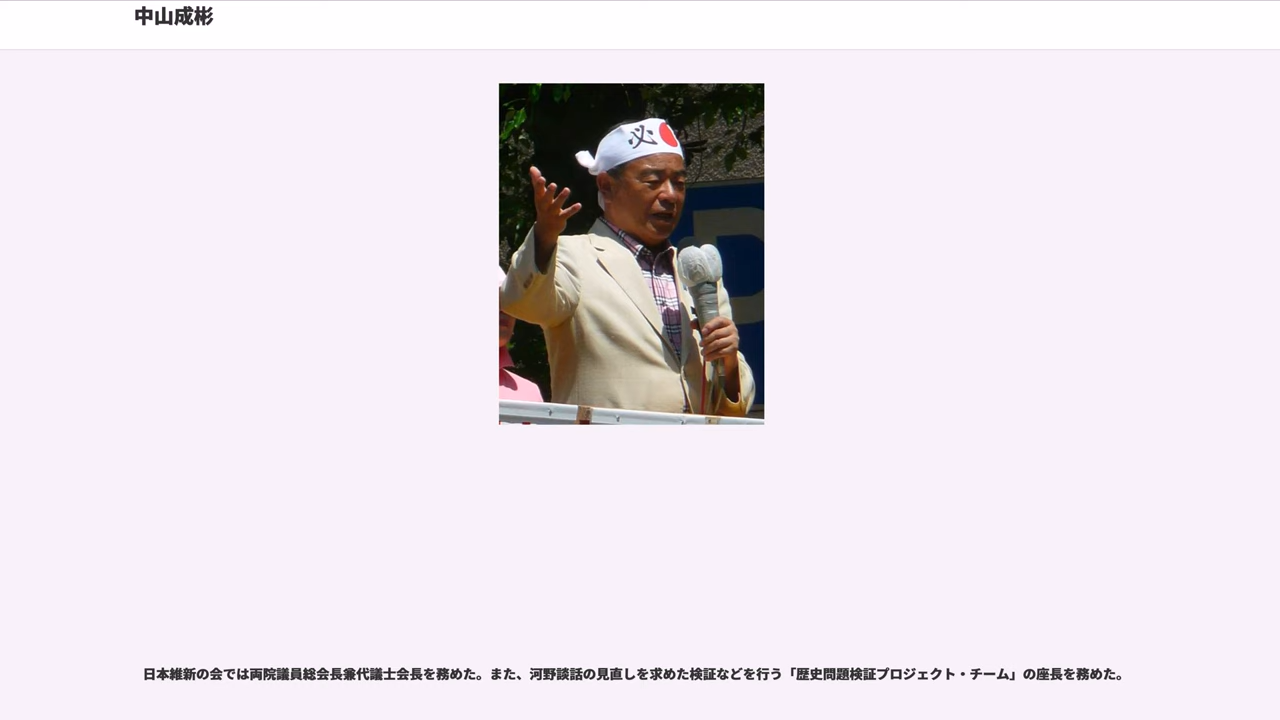 中山成彬
必
日本維新の会では両院議員総会長兼代議士会長を務めた。また、河野談話の見直しを求めた検証などを行う「歴史問題検証プロジェクト・チーム」の座長を務めた。